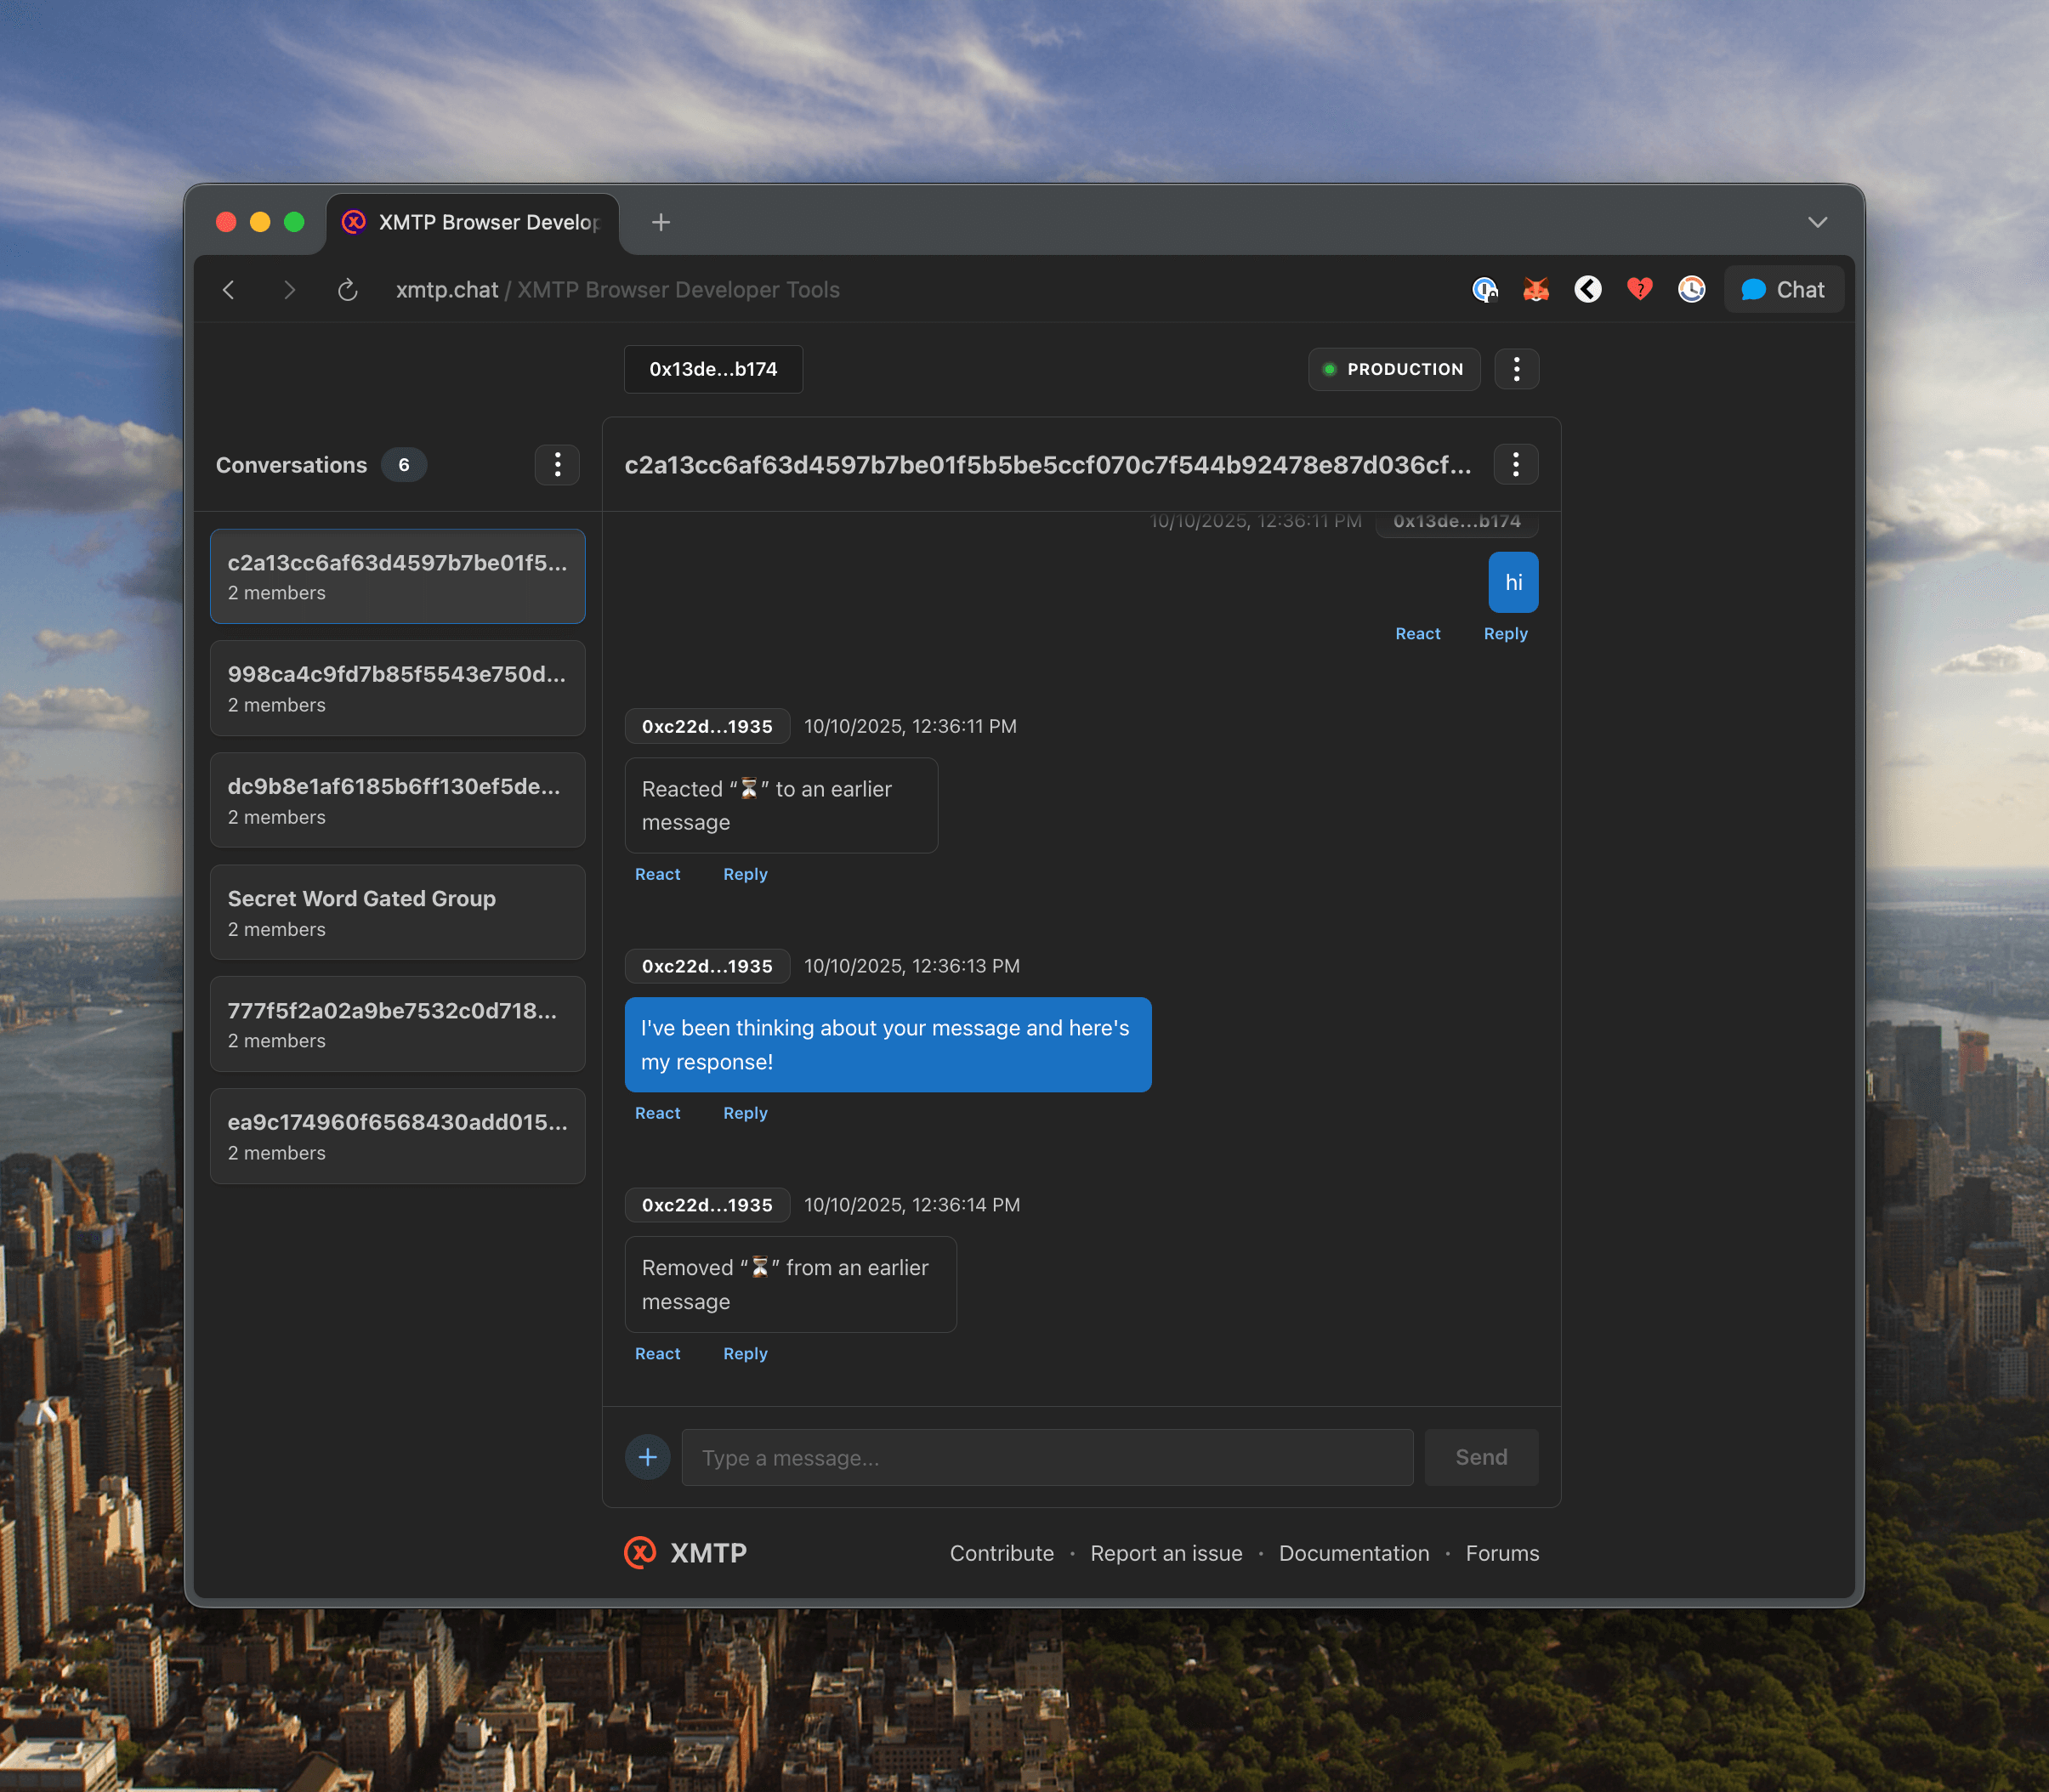 XMTP Browser Develop
xmtp.chat / XMTP Browser Developer Tools
Chat
0x13de...b174
PRODUCTION
Conversations 6
c2a13cc6af63d4597b7be01f5...
2 members
998ca4c9fd7b85f5543e750d...
2 members
dc9b8e1af6185b6ff130ef5de...
2 members
Secret Word Gated Group
2 members
777f5f2a02a9be7532c0d718...
2 members
ea9c174960f6568430add015...
2 members
c2a13cc6af63d4597b7be01f5b5be5ccf070c7f544b92478e87d036cf...
10/10/2025, 12:36:11 PM 0x13de...b174
hi
React Reply
0xc22d...1935 10/10/2025, 12:36:11 PM
Reacted “⏳” to an earlier
message
React Reply
0xc22d...1935 10/10/2025, 12:36:13 PM
I've been thinking about your message and here's
my response!
React Reply
0xc22d...1935 10/10/2025, 12:36:14 PM
Removed “⏳” from an earlier
message
React Reply
Type a message...
Send
XMTP
Contribute • Report an issue • Documentation • Forums